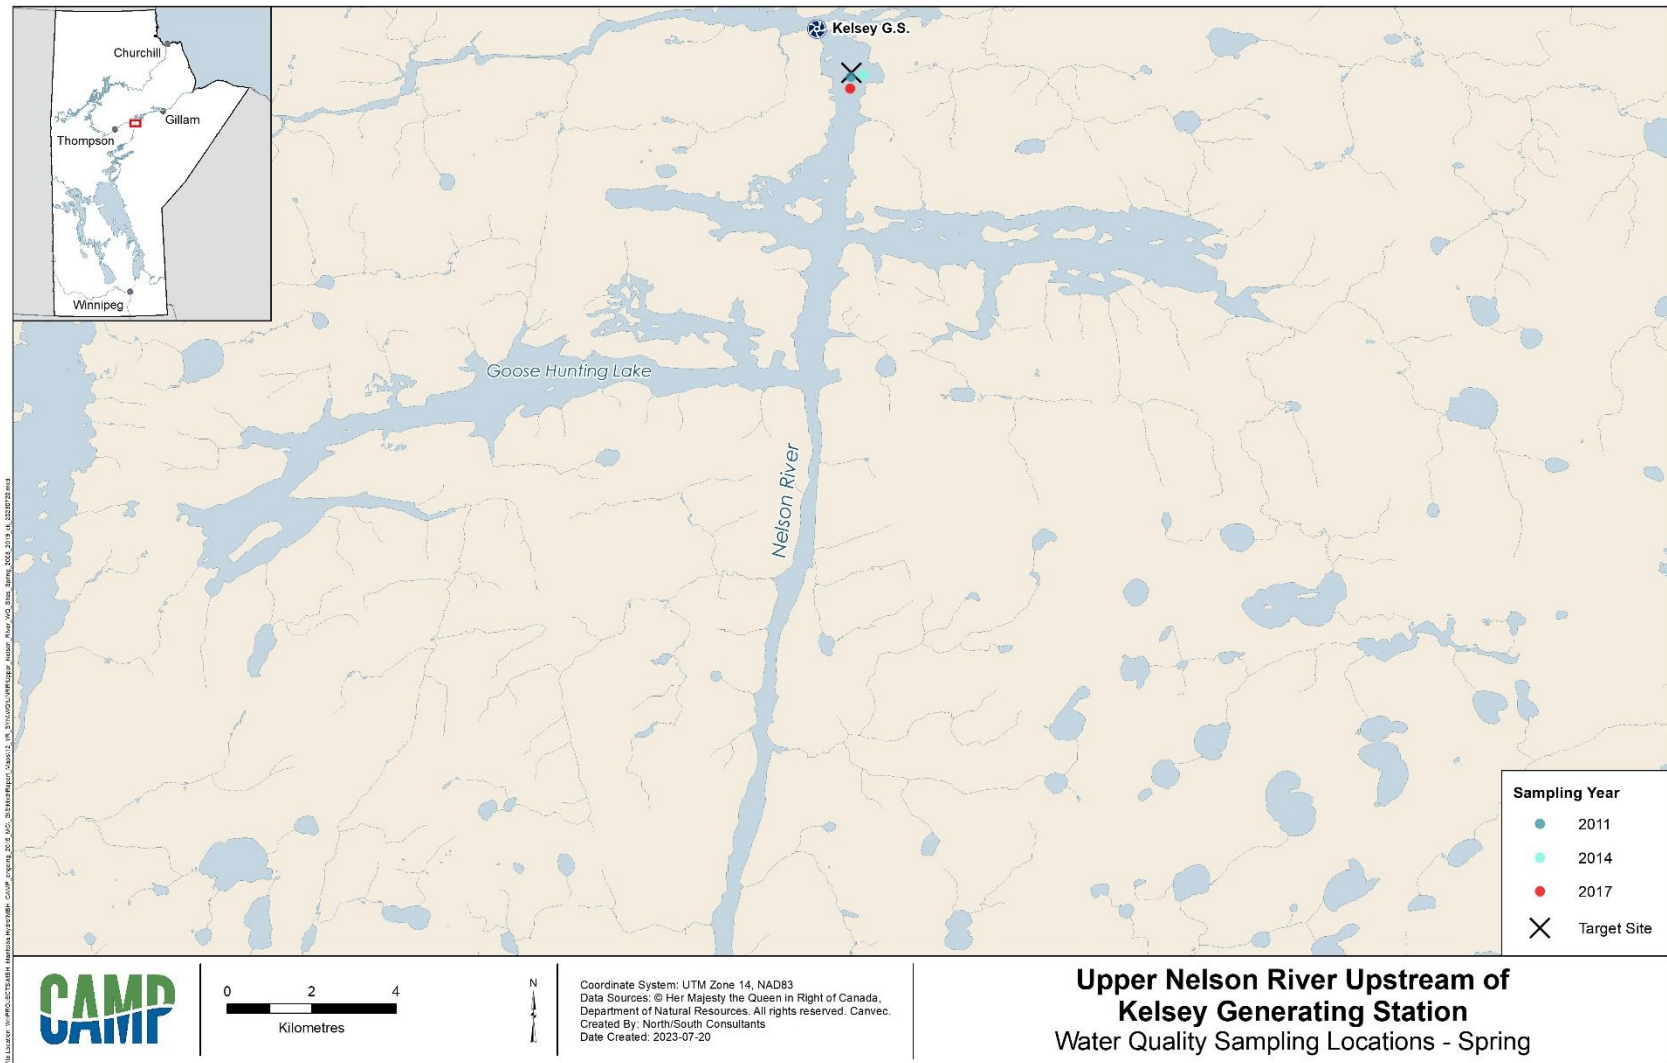 Kelsey G.S.
Churchill
Gillam
Thompson
Winnipeg
Goose Hunting Lake
Nelson River
Sampling Year
2011
2014
2017
Target Site
CAMP
0 2 4
Kilometres
N
Coordinate System: UTM Zone 14, NAD83
Data Sources: © Her Majesty the Queen in Right of Canada,
Department of Natural Resources. All rights reserved. Canvec.
Created By: North/South Consultants
Date Created: 2023-07-20
Upper Nelson River Upstream of
Kelsey Generating Station
Water Quality Sampling Locations - Spring